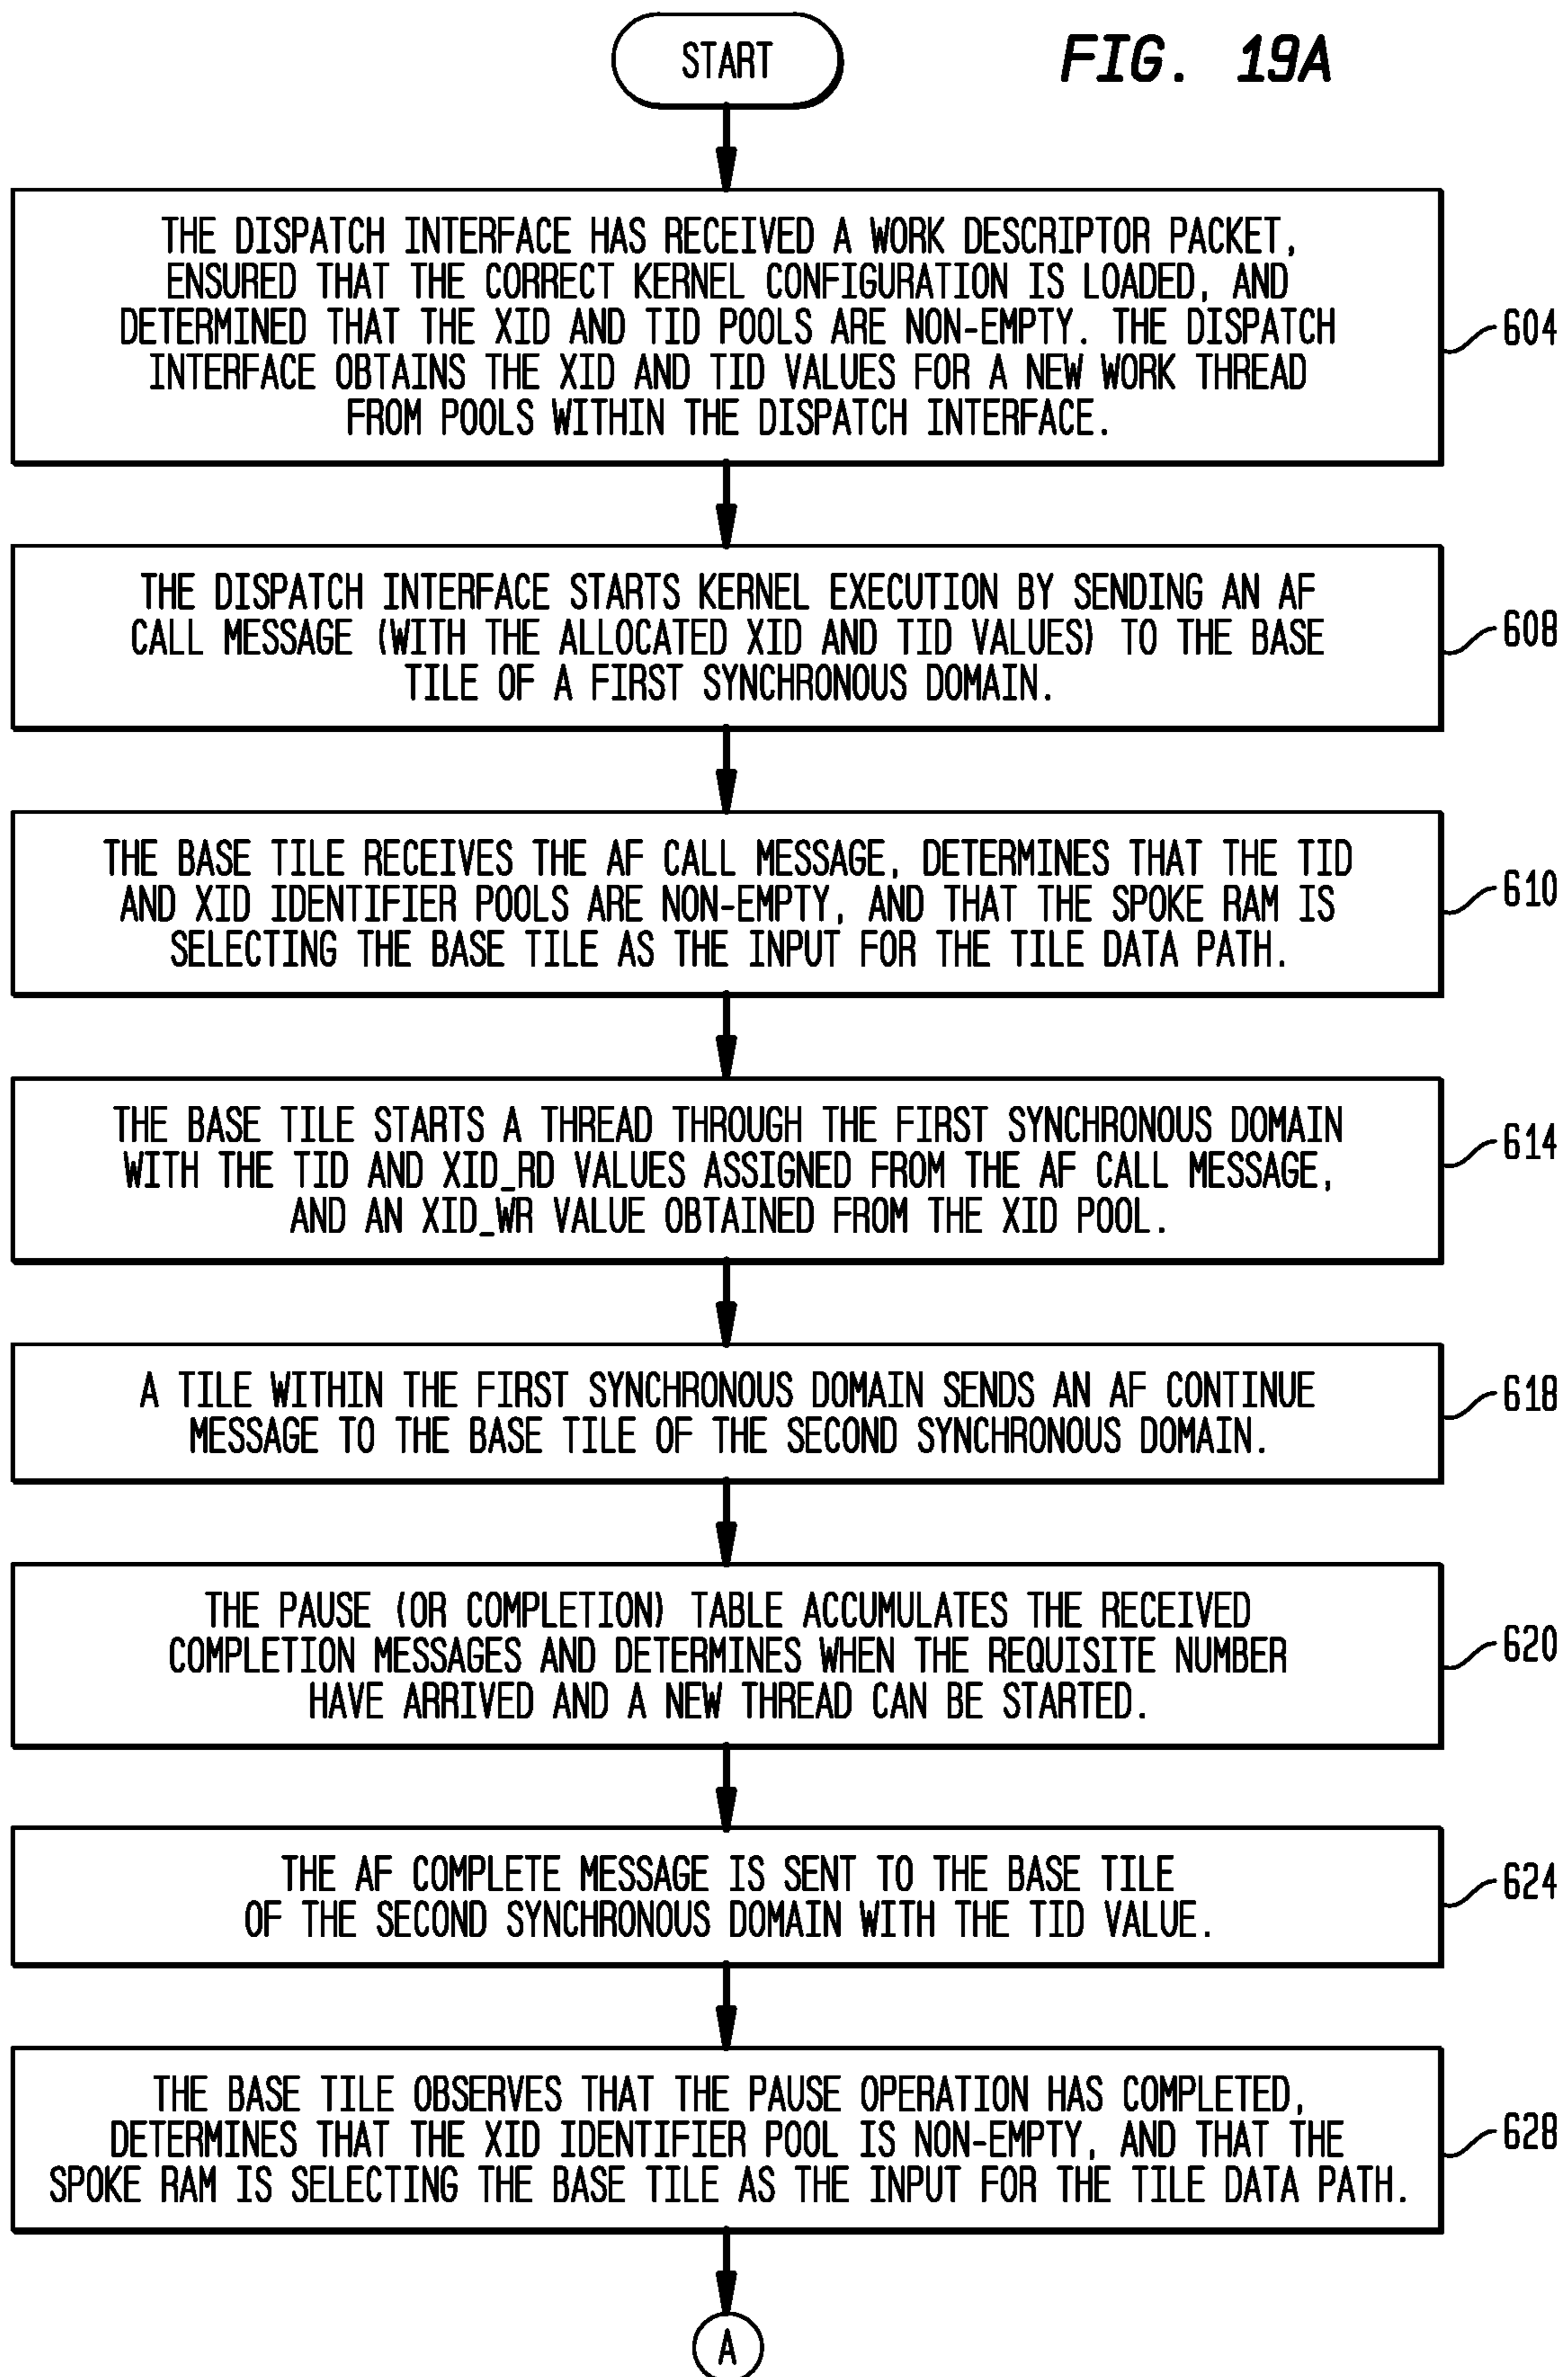 START
FIG. 19A
THE DISPATCH INTERFACE HAS RECEIVED A WORK DESCRIPTOR PACKET,
ENSURED THAT THE CORRECT KERNEL CONFIGURATION IS LOADED, AND
DETERMINED THAT THE XID AND TID POOLS ARE NON-EMPTY. THE DISPATCH
INTERFACE OBTAINS THE XID AND TID VALUES FOR A NEW WORK THREAD
FROM POOLS WITHIN THE DISPATCH INTERFACE.
604
THE DISPATCH INTERFACE STARTS KERNEL EXECUTION BY SENDING AN AF
CALL MESSAGE (WITH THE ALLOCATED XID AND TID VALUES) TO THE BASE
TILE OF A FIRST SYNCHRONOUS DOMAIN.
608
THE BASE TILE RECEIVES THE AF CALL MESSAGE, DETERMINES THAT THE TID
AND XID IDENTIFIER POOLS ARE NON-EMPTY, AND THAT THE SPOKE RAM IS
SELECTING THE BASE TILE AS THE INPUT FOR THE TILE DATA PATH.
610
THE BASE TILE STARTS A THREAD THROUGH THE FIRST SYNCHRONOUS DOMAIN
WITH THE TID AND XID_RD VALUES ASSIGNED FROM THE AF CALL MESSAGE,
AND AN XID_WR VALUE OBTAINED FROM THE XID POOL.
614
A TILE WITHIN THE FIRST SYNCHRONOUS DOMAIN SENDS AN AF CONTINUE
MESSAGE TO THE BASE TILE OF THE SECOND SYNCHRONOUS DOMAIN.
618
THE PAUSE (OR COMPLETION) TABLE ACCUMULATES THE RECEIVED
COMPLETION MESSAGES AND DETERMINES WHEN THE REQUISITE NUMBER
HAVE ARRIVED AND A NEW THREAD CAN BE STARTED.
620
THE AF COMPLETE MESSAGE IS SENT TO THE BASE TILE
OF THE SECOND SYNCHRONOUS DOMAIN WITH THE TID VALUE.
624
THE BASE TILE OBSERVES THAT THE PAUSE OPERATION HAS COMPLETED,
DETERMINES THAT THE XID IDENTIFIER POOL IS NON-EMPTY, AND THAT THE
SPOKE RAM IS SELECTING THE BASE TILE AS THE INPUT FOR THE TILE DATA PATH.
628
A